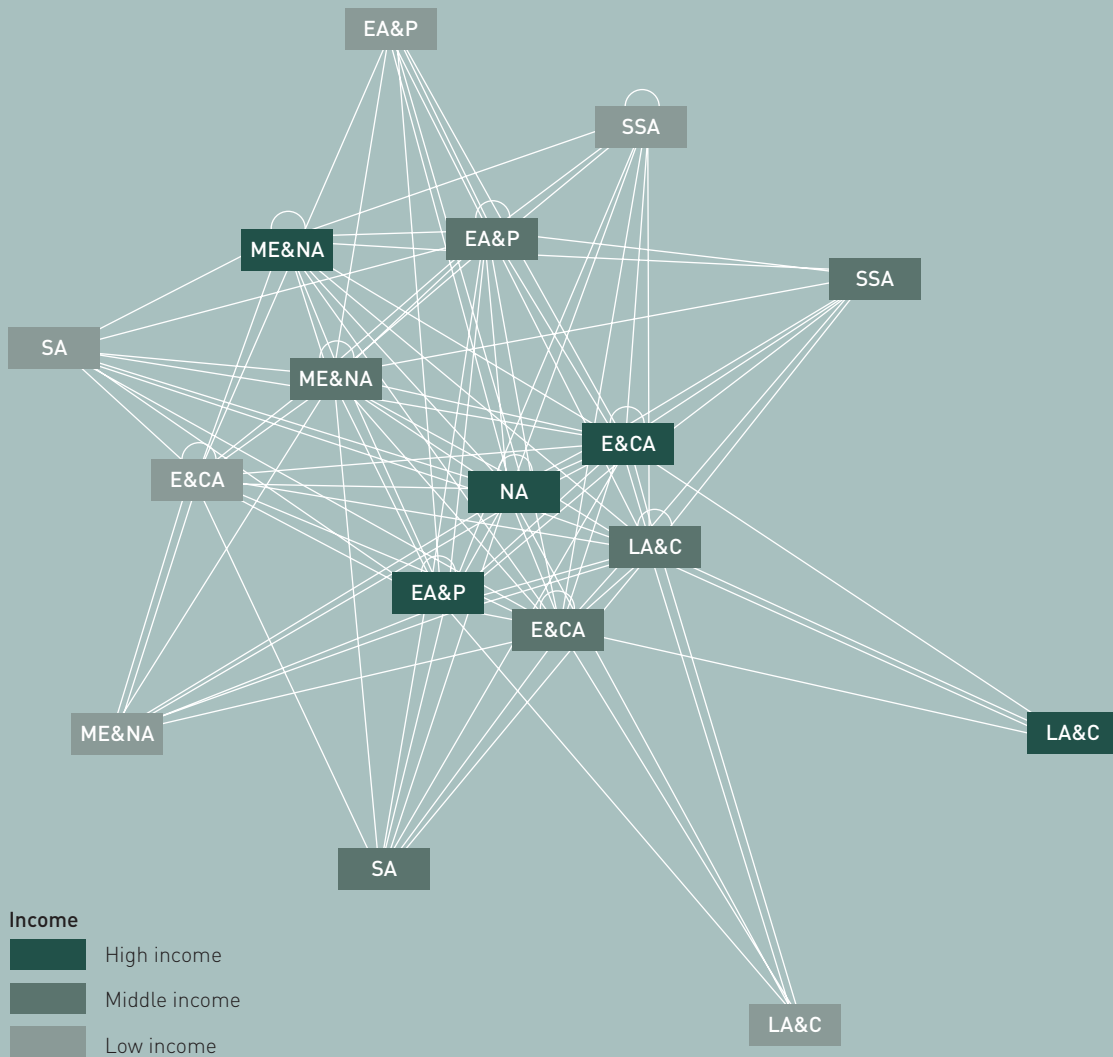 EA&P
SSA
EA&P
ME&NA
SSA
SA
ME&NA
E&CA
E&CA
NA
LA&C
EA&P
E&CA
ME&NA
LA&C
SA
Income
High income
Middle income
LA&C
Low income